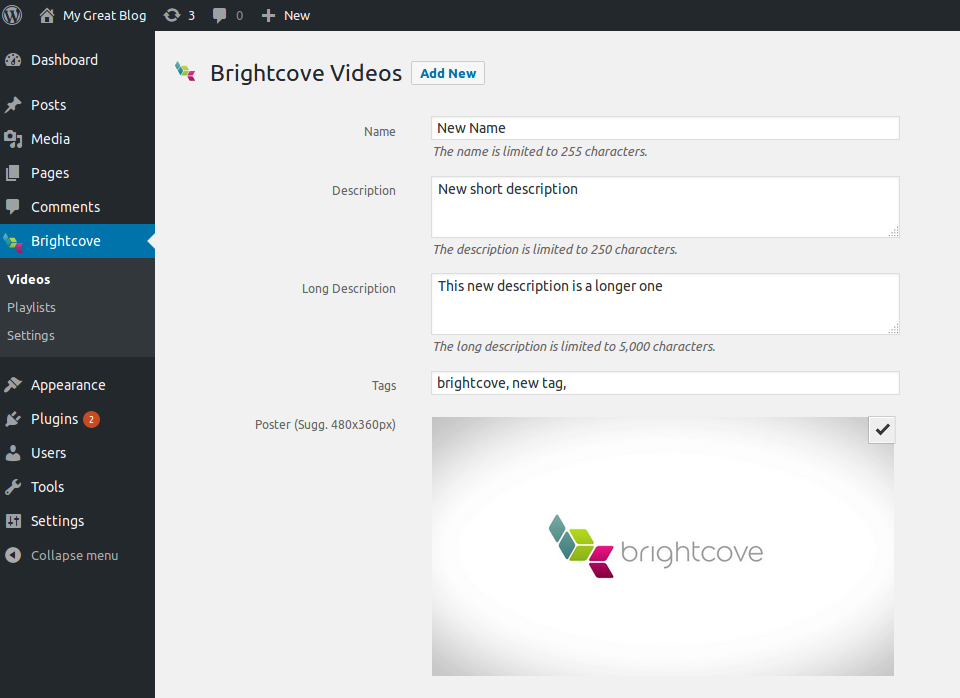 My Great Blog 3 0 New
Dashboard
Posts
Media
Pages
Comments
Brightcove
Videos
Playlists
Settings
Appearance
Plugins 2
Users
Tools
Settings
Collapse menu
Brightcove Videos Add New
Name New Name
The name is limited to 255 characters.
Description New short description
The description is limited to 250 characters.
Long Description This new description is a longer one
The long description is limited to 5,000 characters.
Tags brightcove, new tag,
Poster (Sugg. 480x360px)
brightcove